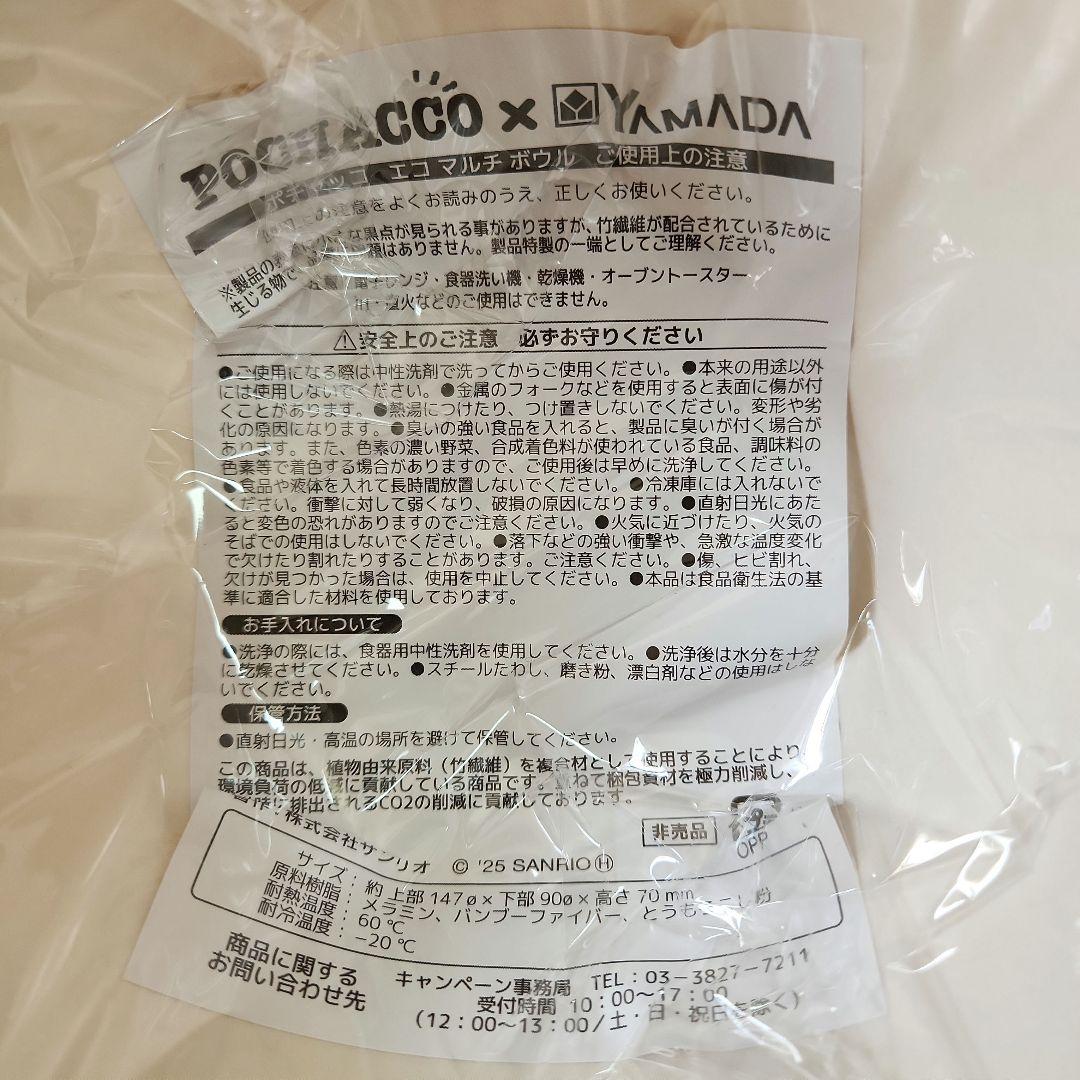 POCHACCO × YAMADA
ポチャッコ エコ マルチ ボウル ご使用上の注意
の注意をよくお読みのうえ、正しくお使いください。
※製品の
な黒点が見られる事がありますが、竹繊維が配合されているために
生じる物で
はありません。製品特製の一端としてご理解ください。
電子レンジ・食器洗い機・乾燥機・オーブントースター
・直火などのご使用はできません。
⚠安全上のご注意 必ずお守りください
●ご使用になる際は中性洗剤で洗ってからご使用ください。●本来の用途以外
には使用しないでください。●金属のフォークなどを使用すると表面に傷が付
くことがあります。●熱湯につけたり、つけ置きしないでください。変形や劣
化の原因になります。●臭いの強い食品を入れると、製品に臭いが付く場合が
あります。また、色素の濃い野菜、合成着色料が使われている食品、調味料の
色素等で着色する場合がありますので、ご使用後は早めに洗浄してください。
●食品や液体を入れて長時間放置しないでください。●冷凍庫には入れないで
ください。衝撃に対して弱くなり、破損の原因になります。●直射日光にあた
ると変色の恐れがありますのでご注意ください。●火気に近づけたり、火気の
そばでの使用はしないでください。●落下などの強い衝撃や、急激な温度変化
で欠けたり割れたりすることがあります。ご注意ください。●傷、ヒビ割れ、
欠けが見つかった場合は、使用を中止してください。●本品は食品衛生法の基
準に適合した材料を使用しております。
お手入れについて
●洗浄の際には、食器用中性洗剤を使用してください。●洗浄後は水分を十分
に乾燥させてください。●スチールたわし、磨き粉、漂白剤などの使用はしな
いでください。
保管方法
●直射日光・高温の場所を避けて保管してください。
この商品は、植物由来原料（竹繊維）を複合材として使用することにより、
環境負荷の低減に貢献している商品です。重ねて梱包資材を極力削減し、
に排出されるCO2の削減に貢献しております。
株式会社サンリオ © '25 SANRIO Ⓗ
非売品
OPP
サイズ：約 上部 147ø × 下部 90ø × 高さ 70 mm
原料樹脂：メラミン、バンブーファイバー、とうもろこし粉
耐熱温度：60℃
耐冷温度：-20℃
商品に関する
お問い合わせ先
キャンペーン事務局 TEL：03-3827-7211
受付時間 10：00～17：00
（12：00～13：00／土・日・祝日を除く）